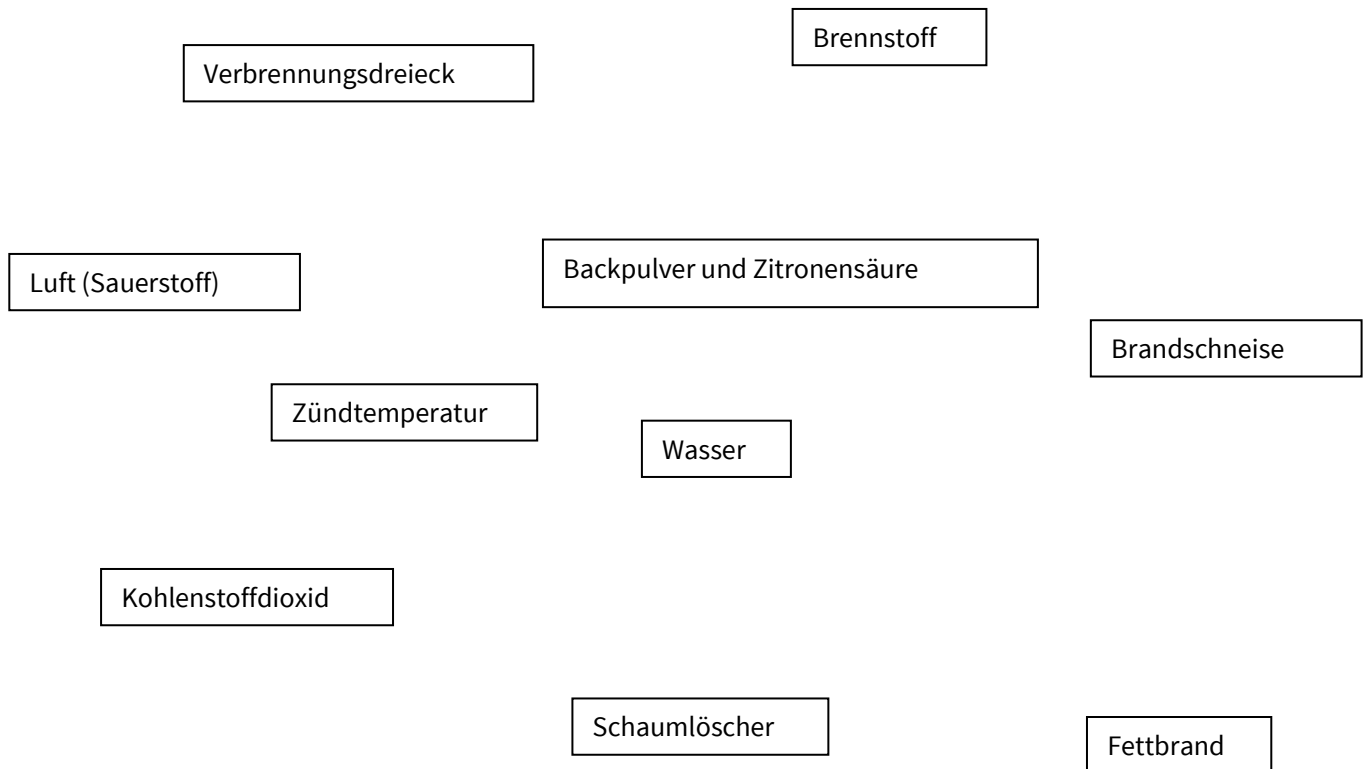 Brennstoff
Verbrennungsdreieck
Backpulver und Zitronensäure
Luft (Sauerstoff)
Brandschneise
Zündtemperatur
Wasser
Kohlenstoffdioxid
Schaumlöscher
Fettbrand